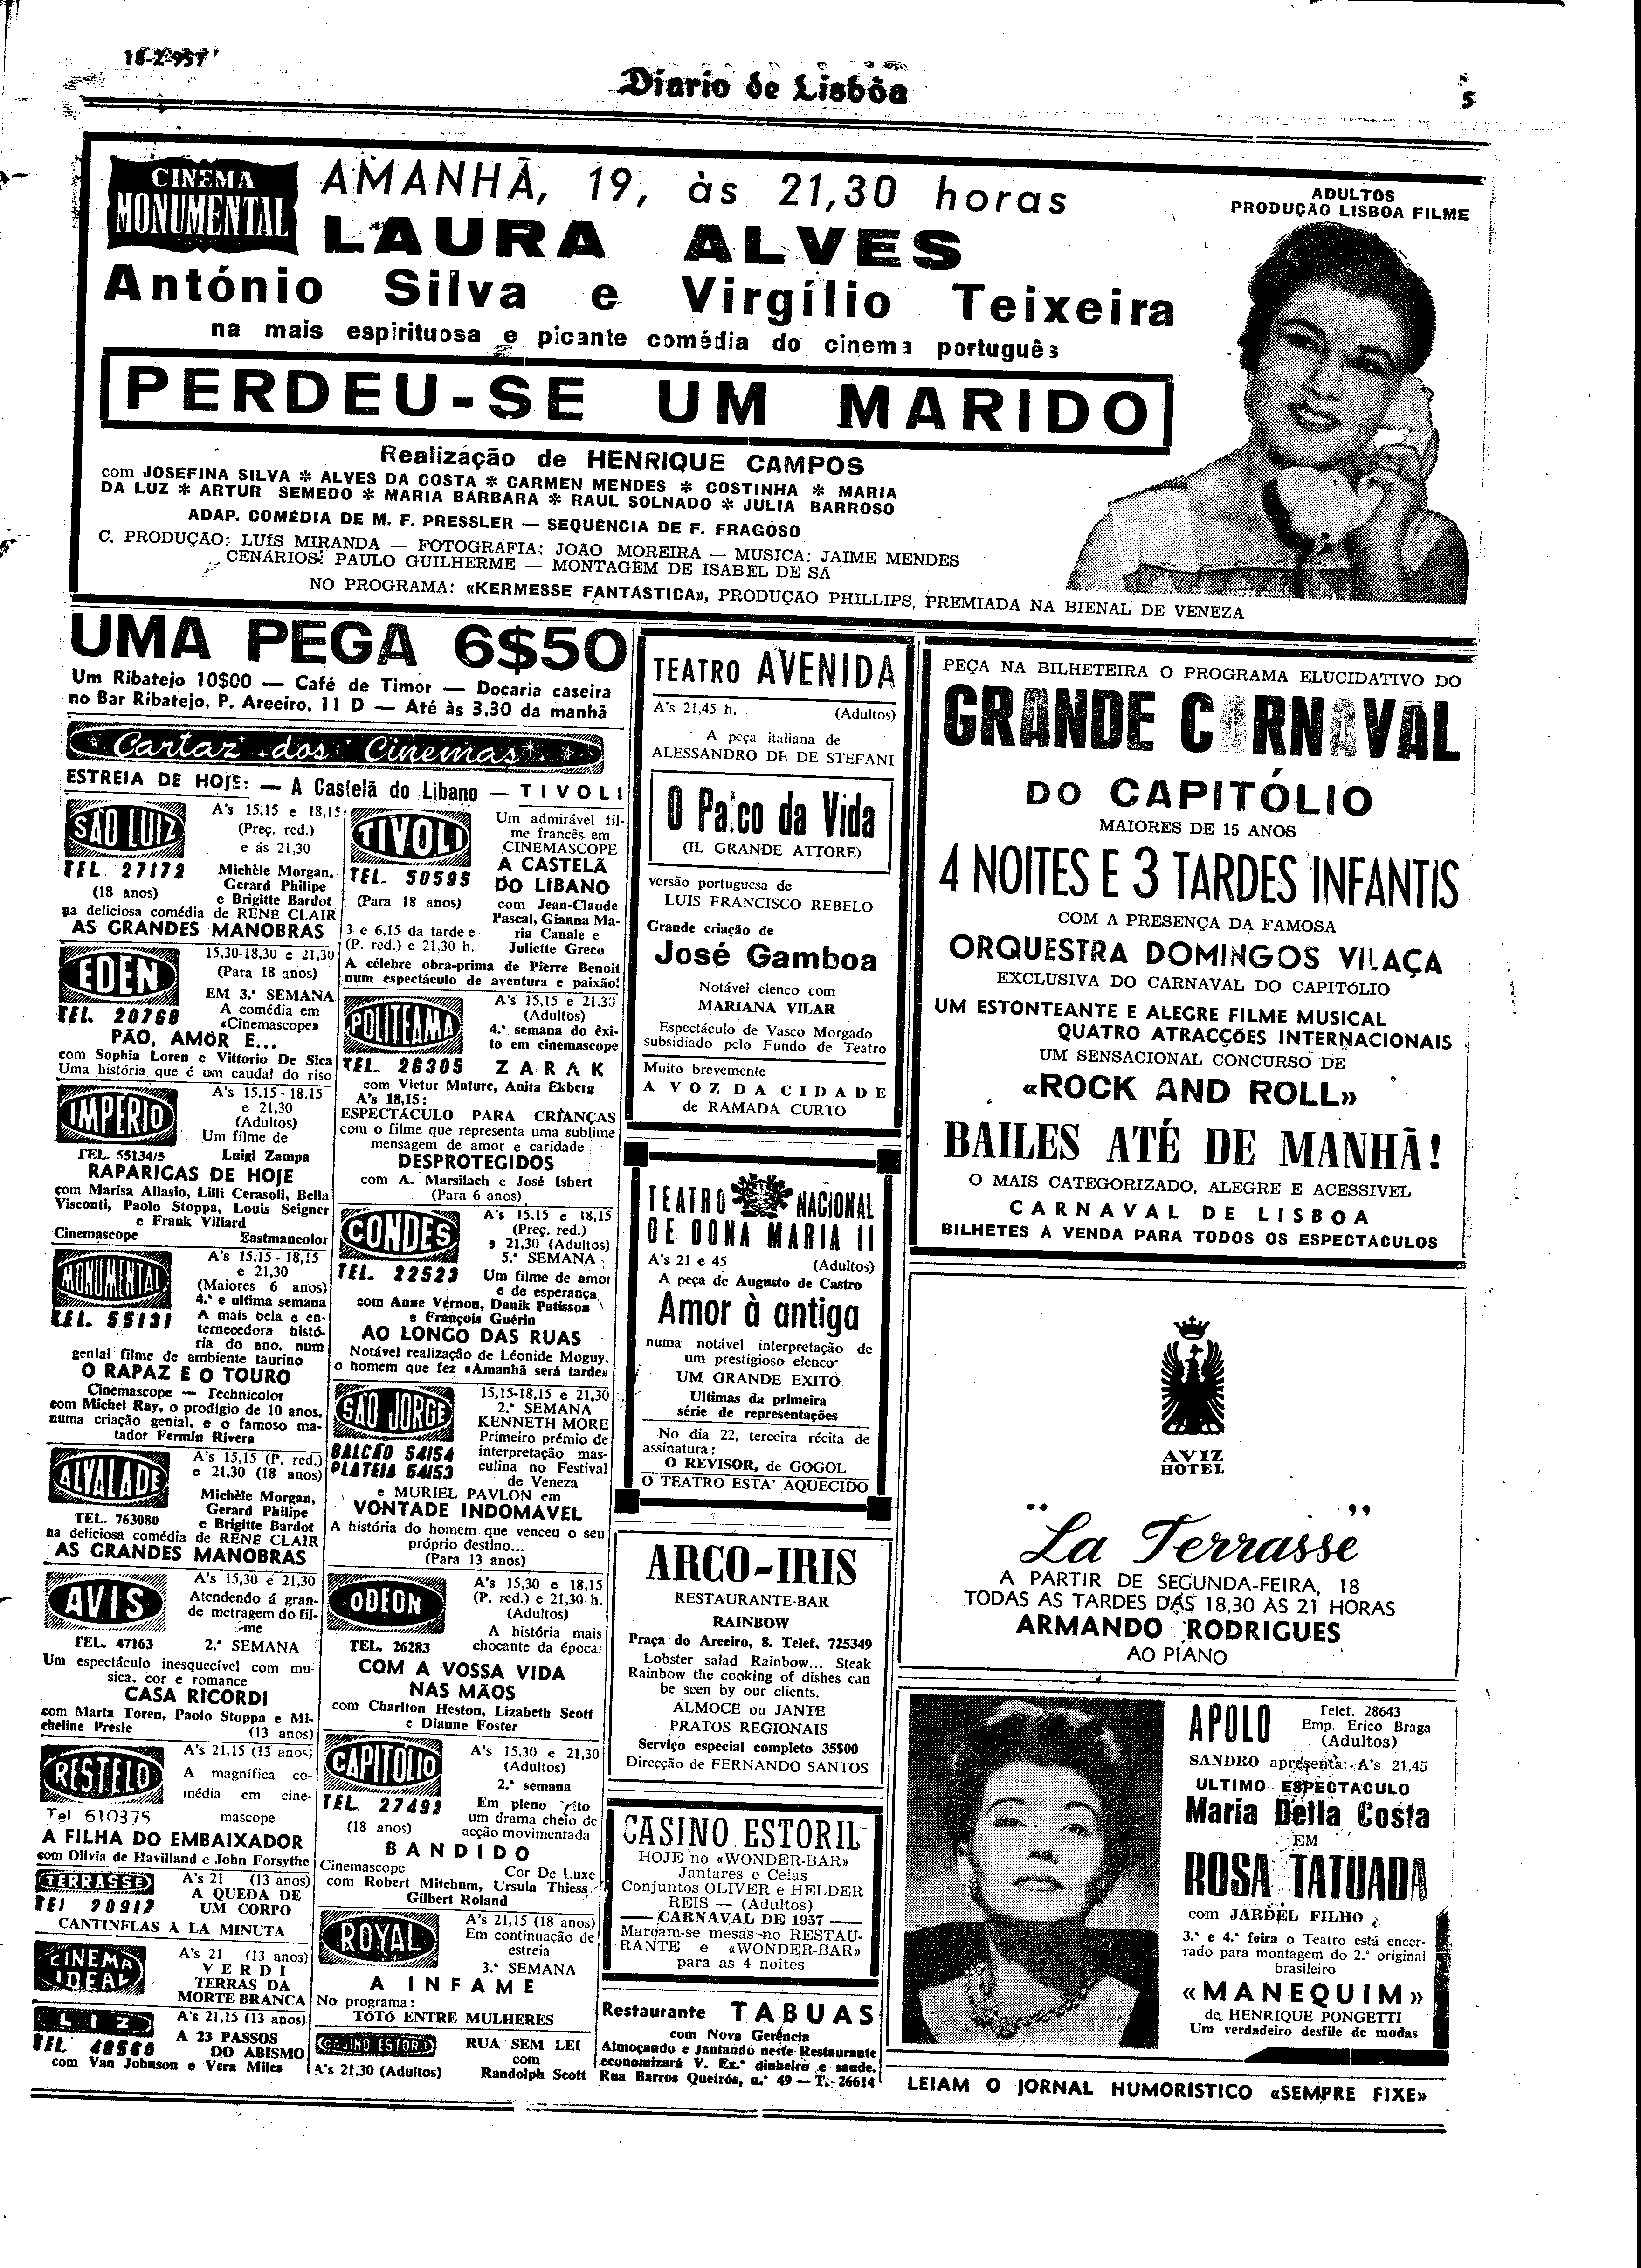 18-2-957
Diario de Lisbôa
5
CINEMA
MONUMENTAL
AMANHÃ, 19, às 21,30 horas
LAURA ALVES
António Silva e Virgílio Teixeira
na mais espirituosa e picante comédia do cinema português
PERDEU-SE UM MARIDO
ADULTOS
PRODUÇÃO LISBOA FILME
Realização de HENRIQUE CAMPOS
com JOSEFINA SILVA * ALVES DA COSTA * CARMEN MENDES * COSTINHA * MARIA
DA LUZ * ARTUR SEMEDO * MARIA BÁRBARA * RAUL SOLNADO * JULIA BARROSO
ADAP. COMÉDIA DE M. F. PRESSLER — SEQUÊNCIA DE F. FRAGOSO
C. PRODUÇÃO: LUÍS MIRANDA — FOTOGRAFIA: JOÃO MOREIRA — MUSICA: JAIME MENDES
CENÁRIOS: PAULO GUILHERME — MONTAGEM DE ISABEL DE SÁ
NO PROGRAMA: «KERMESSE FANTÁSTICA», PRODUÇÃO PHILLIPS, PREMIADA NA BIENAL DE VENEZA
UMA PEGA 6$50
Um Ribatejo 10$00 — Café de Timor — Doçaria caseira
no Bar Ribatejo, P. Areeiro, 11 D — Até às 3,30 da manhã
Cartaz dos Cinemas
ESTREIA DE HOJE: — A Castelã do Libano — TIVOLI
SÃO LUIZ
A's 15,15 e 18,15
(Preç. red.)
e ás 21,30
TEL 27172
(18 anos)
Michèle Morgan,
Gerard Philipe
e Brigitte Bardot
na deliciosa comédia de RENÉ CLAIR
AS GRANDES MANOBRAS
EDEN
15,30-18,30 e 21,30
(Para 18 anos)
EM 3.ª SEMANA
TEL. 20768
A comédia em
«Cinemascope»
PÃO, AMOR E...
com Sophia Loren e Vittorio De Sica
Uma história que é um caudal do riso
IMPERIO
A's 15.15 - 18.15
e 21,30
(Adultos)
Um filme de
TEL. 55134/5
Luigi Zampa
RAPARIGAS DE HOJE
com Marisa Allasio, Lilli Cerasoli, Bella
Visconti, Paolo Stoppa, Louis Seigner
e Frank Villard
Cinemascope Eastmancolor
MONUMENTAL
A's 15,15 - 18,15
e 21,30
(Maiores 6 anos)
4.ª e ultima semana
TEL. 55131
A mais bela e en-
ternecedora histó-
ria do ano, num
genial filme de ambiente taurino
O RAPAZ E O TOURO
Cinemascope — Technicolor
com Michel Ray, o prodígio de 10 anos,
numa criação genial, e o famoso ma-
tador Fermin Rivera
ALVALADE
A's 15,15 (P. red.)
e 21,30 (18 anos)
Michèle Morgan,
Gerard Philipe
TEL. 763080
e Brigitte Bardot
na deliciosa comédia de RENÉ CLAIR
AS GRANDES MANOBRAS
AVIS
A's 15,30 e 21,30
Atendendo á gran-
de metragem do fil-
me
TEL. 47163
2.ª SEMANA
Um espectáculo inesquecível com mu-
sica, cor e romance
CASA RICORDI
com Marta Toren, Paolo Stoppa e Mi-
cheline Presle (13 anos)
RESTELO
A's 21,15 (13 anos)
A magnífica co-
média em cine-
Tel 610375
mascope
A FILHA DO EMBAIXADOR
com Olivia de Havilland e John Forsythe
TERRASSE
A's 21 (13 anos)
A QUEDA DE
TEl 20917
UM CORPO
CANTINFLAS À LA MINUTA
CINEMA
IDEAL
A's 21 (13 anos)
VERDI
TERRAS DA
MORTE BRANCA
LIZ
A's 21,15 (13 anos)
A 23 PASSOS
TEL. 48560
DO ABISMO
com Van Johnson e Vera Miles
TIVOLI
Um admirável fil-
me francês em
CINEMASCOPE
A CASTELÃ
TEL. 50595
DO LÍBANO
(Para 18 anos)
com Jean-Claude
Pascal, Gianna Ma-
ria Canale e
Juliette Greco
3 e 6,15 da tarde e
(P. red.) e 21,30 h.
A célebre obra-prima de Pierre Benoit
num espectáculo de aventura e paixão!
POLITEAMA
A's 15,15 e 21,30
(Adultos)
4.ª semana do êxi-
to em cinemascope
TEL. 26305
ZARAK
com Victor Mature, Anita Ekberg
A's 18,15:
ESPECTÁCULO PARA CRIANÇAS
com o filme que representa uma sublime
mensagem de amor e caridade
DESPROTEGIDOS
com A. Marsilach e José Isbert
(Para 6 anos)
CONDES
A's 15,15 e 18,15
(Preç. red.)
e 21,30 (Adultos)
5.ª SEMANA
TEL. 22523
Um filme de amor
e de esperança
com Anne Vernon, Danik Patisson
e François Guérin
AO LONGO DAS RUAS
Notável realização de Léonide Moguy,
o homem que fez «Amanhã será tarde»
SÃO JORGE
15,15-18,15 e 21,30
2.ª SEMANA
KENNETH MORE
Primeiro prémio de
BALCÃO 54154
PLATEIA 54153
interpretação mas-
culina no Festival
de Veneza
e MURIEL PAVLON em
VONTADE INDOMÁVEL
A história do homem que venceu o seu
próprio destino...
(Para 13 anos)
ODEON
A's 15,30 e 18,15
(P. red.) e 21,30 h.
(Adultos)
A história mais
TEL. 26283
chocante da época!
COM A VOSSA VIDA
NAS MÃOS
com Charlton Heston, Lizabeth Scott
e Dianne Foster
CAPITOLIO
A's 15,30 e 21,30
(Adultos)
2.ª semana
TEL. 27493
(18 anos)
Em pleno
um drama cheio de
acção movimentada
BANDIDO
Cinemascope Cor De Luxe
com Robert Mitchum, Ursula Thiess,
Gilbert Roland
ROYAL
A's 21,15 (18 anos)
Em continuação de
estreia
3.ª SEMANA
A INFAME
No programa:
TÓTÓ ENTRE MULHERES
CASINO ESTORIL
RUA SEM LEI
com
A's 21,30 (Adultos)
Randolph Scott
TEATRO AVENIDA
A's 21,45 h. (Adultos)
A peça italiana de
ALESSANDRO DE DE STEFANI
O Palco da Vida
(IL GRANDE ATTORE)
versão portuguesa de
LUIS FRANCISCO REBELO
Grande criação de
José Gamboa
Notável elenco com
MARIANA VILAR
Espectáculo de Vasco Morgado
subsidiado pelo Fundo de Teatro
Muito brevemente
A VOZ DA CIDADE
de RAMADA CURTO
TEATRO NACIONAL
DE DONA MARIA II
A's 21 e 45 (Adultos)
A peça de Augusto de Castro
Amor à antiga
numa notável interpretação de
um prestigioso elenco
UM GRANDE EXITO
Ultimas da primeira
série de representações
No dia 22, terceira récita de
assinatura:
O REVISOR, de GOGOL
O TEATRO ESTA' AQUECIDO
ARCO-IRIS
RESTAURANTE-BAR
RAINBOW
Praça do Areeiro, 8. Telef. 725349
Lobster salad Rainbow... Steak
Rainbow the cooking of dishes can
be seen by our clients.
ALMOCE ou JANTE
PRATOS REGIONAIS
Serviço especial completo 35$00
Direcção de FERNANDO SANTOS
CASINO ESTORIL
HOJE no «WONDER-BAR»
Jantares e Ceias
Conjuntos OLIVER e HELDER
REIS — (Adultos)
— CARNAVAL DE 1957 —
Marcam-se mesas no RESTAU-
RANTE e «WONDER-BAR»
para as 4 noites
Restaurante TABUAS
com Nova Gerência
Almoçando e Jantando neste Restaurante
economizará V. Ex.ª dinheiro e saude.
Rua Barros Queirós, n.º 49 — T. 26614
PEÇA NA BILHETEIRA O PROGRAMA ELUCIDATIVO DO
GRANDE CARNAVAL
DO CAPITÓLIO
MAIORES DE 15 ANOS
4 NOITES E 3 TARDES INFANTIS
COM A PRESENÇA DA FAMOSA
ORQUESTRA DOMINGOS VILAÇA
EXCLUSIVA DO CARNAVAL DO CAPITÓLIO
UM ESTONTEANTE E ALEGRE FILME MUSICAL
QUATRO ATRACÇÕES INTERNACIONAIS
UM SENSACIONAL CONCURSO DE
«ROCK AND ROLL»
BAILES ATÉ DE MANHÃ!
O MAIS CATEGORIZADO, ALEGRE E ACESSIVEL
CARNAVAL DE LISBOA
BILHETES À VENDA PARA TODOS OS ESPECTÁCULOS
AVIZ
HOTEL
"La Terrasse"
A PARTIR DE SEGUNDA-FEIRA, 18
TODAS AS TARDES DAS 18,30 ÀS 21 HORAS
ARMANDO RODRIGUES
AO PIANO
APOLO
Telef. 28643
Emp. Erico Braga
(Adultos)
SANDRO apresenta: A's 21,45
ULTIMO ESPECTACULO
Maria Della Costa
EM
ROSA TATUADA
com JARDEL FILHO
3.ª e 4.ª feira o Teatro está encer-
rado para montagem do 2.º original
brasileiro
«MANEQUIM»
de HENRIQUE PONGETTI
Um verdadeiro desfile de modas
LEIAM O JORNAL HUMORISTICO «SEMPRE FIXE»